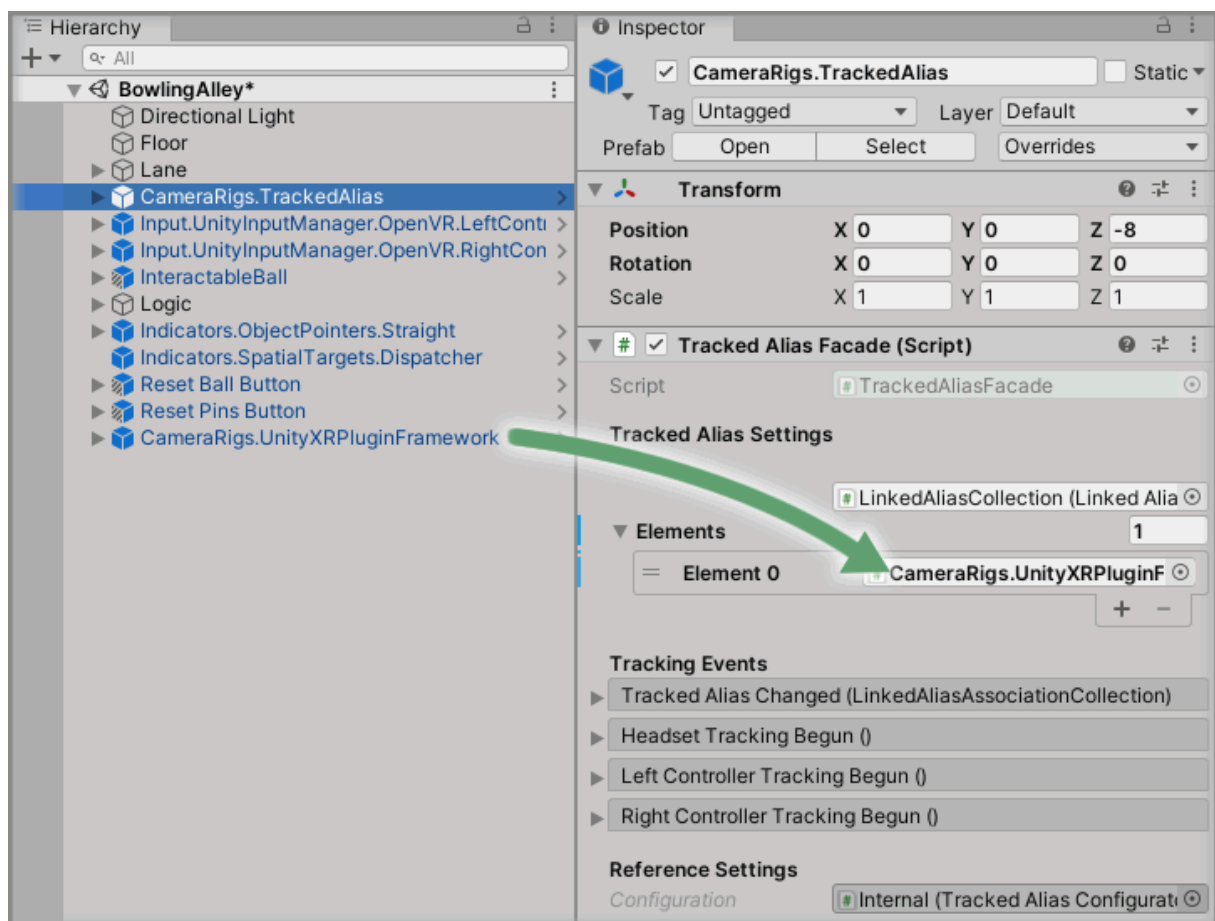 Hierarchy
All
BowlingAlley*
Directional Light
Floor
Lane
CameraRigs.TrackedAlias
Input.UnityInputManager.OpenVR.LeftContr
Input.UnityInputManager.OpenVR.RightCon
InteractableBall
Logic
Indicators.ObjectPointers.Straight
Indicators.SpatialTargets.Dispatcher
Reset Ball Button
Reset Pins Button
CameraRigs.UnityXRPluginFramework
Inspector
CameraRigs.TrackedAlias
Static
Tag Untagged Layer Default
Prefab Open Select Overrides
Transform
Position X 0 Y 0 Z -8
Rotation X 0 Y 0 Z 0
Scale X 1 Y 1 Z 1
# Tracked Alias Facade (Script)
Script # TrackedAliasFacade
Tracked Alias Settings
# LinkedAliasCollection (Linked Alia
Elements 1
Element 0 # CameraRigs.UnityXRPluginF
+ −
Tracking Events
Tracked Alias Changed (LinkedAliasAssociationCollection)
Headset Tracking Begun ()
Left Controller Tracking Begun ()
Right Controller Tracking Begun ()
Reference Settings
Configuration # Internal (Tracked Alias Configurat